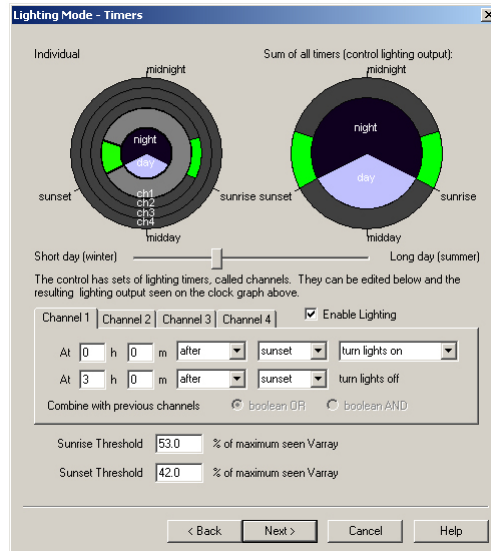 Lighting Mode - Timers
Individual
Sum of all timers (control lighting output):
midnight
night
day
ch1
ch2
ch3
ch4
sunset
sunrise
midday
midnight
night
day
sunset
sunrise
midday
Short day (winter)
Long day (summer)
The control has sets of lighting timers, called channels. They can be edited below and the
resulting lighting output seen on the clock graph above.
Channel 1 Channel 2 Channel 3 Channel 4 Enable Lighting
At 0 h 0 m after sunset turn lights on
At 3 h 0 m after sunset turn lights off
Combine with previous channels boolean OR boolean AND
Sunrise Threshold 53.0 % of maximum seen Varray
Sunset Threshold 42.0 % of maximum seen Varray
< Back Next > Cancel Help